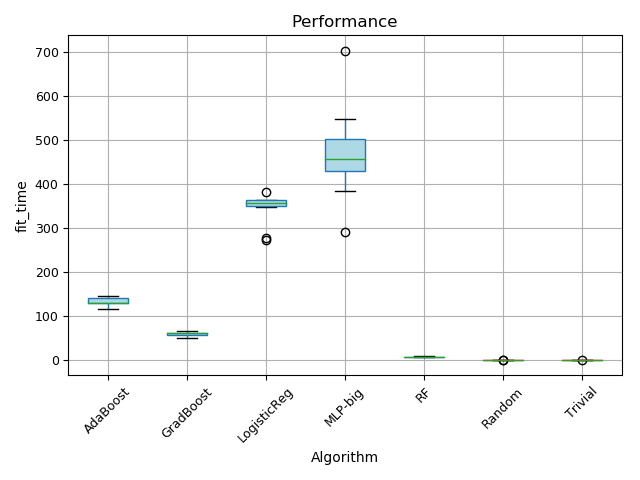 Performance
fit_time
700
600
500
400
300
200
100
0
AdaBoost
GradBoost
LogisticReg
MLP-big
RF
Random
Trivial
Algorithm